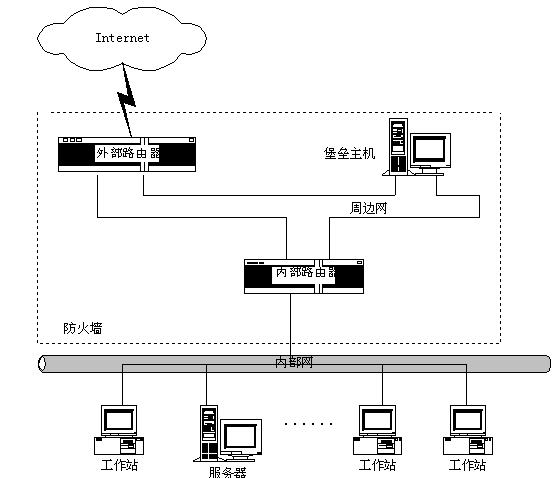 Internet
外部路由器
堡垒主机
周边网
内部路由器
防火墙
内部网
......
工作站
服务器
工作站
工作站